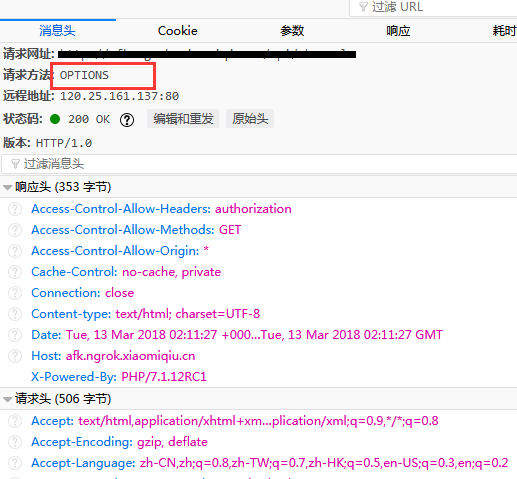 过滤 URL
消息头 Cookie 参数 响应 耗时
请求网址:
请求方法: OPTIONS
远程地址: 120.25.161.137:80
状态码: 200 OK 编辑和重发 原始头
版本: HTTP/1.0
过滤消息头
响应头 (353 字节)
Access-Control-Allow-Headers: authorization
Access-Control-Allow-Methods: GET
Access-Control-Allow-Origin: *
Cache-Control: no-cache, private
Connection: close
Content-type: text/html; charset=UTF-8
Date: Tue, 13 Mar 2018 02:11:27 +000...Tue, 13 Mar 2018 02:11:27 GMT
Host: afk.ngrok.xiaomiqiu.cn
X-Powered-By: PHP/7.1.12RC1
请求头 (506 字节)
Accept: text/html,application/xhtml+xm...plication/xml;q=0.9,*/*;q=0.8
Accept-Encoding: gzip, deflate
Accept-Language: zh-CN,zh;q=0.8,zh-TW;q=0.7,zh-HK;q=0.5,en-US;q=0.3,en;q=0.2